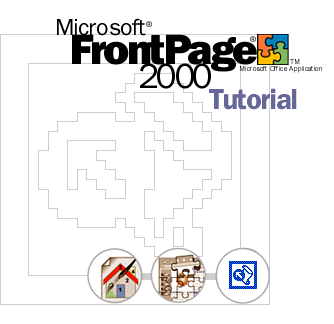 Microsoft®
FrontPage®
TM
Microsoft Office Application
2000
Tutorial